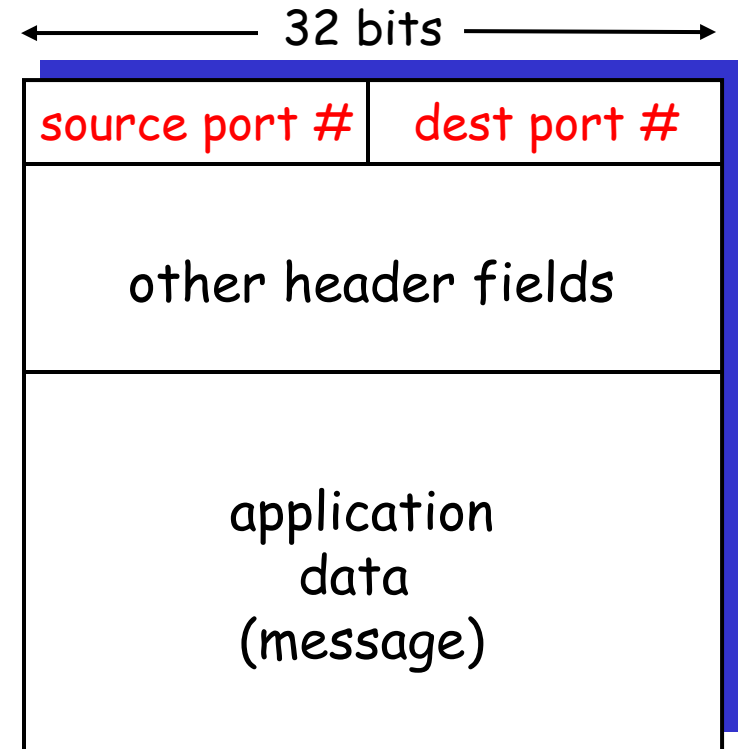 32 bits
source port # dest port #
other header fields
application
data
(message)